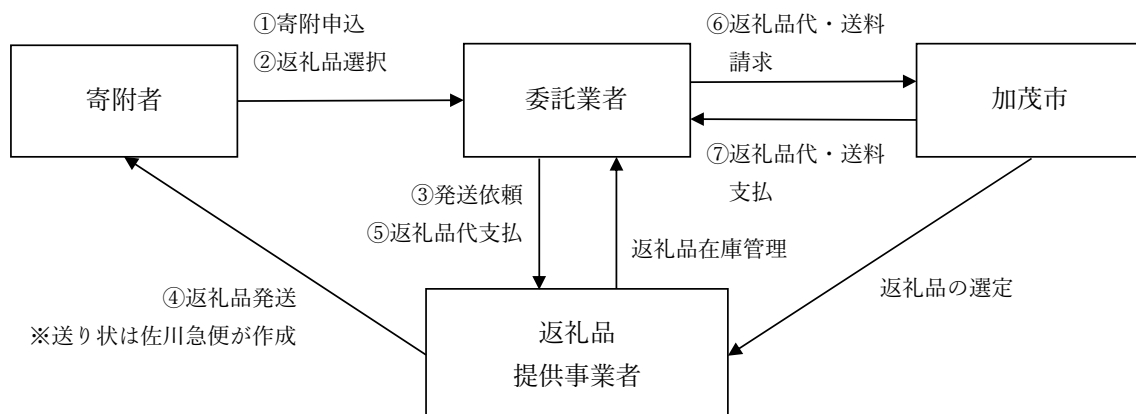 ①寄附申込
②返礼品選択
⑥返礼品代・送料
請求
寄附者
委託業者
加茂市
⑦返礼品代・送料
支払
③発送依頼
⑤返礼品代支払
返礼品在庫管理
返礼品の選定
④返礼品発送
※送り状は佐川急便が作成
返礼品
提供事業者